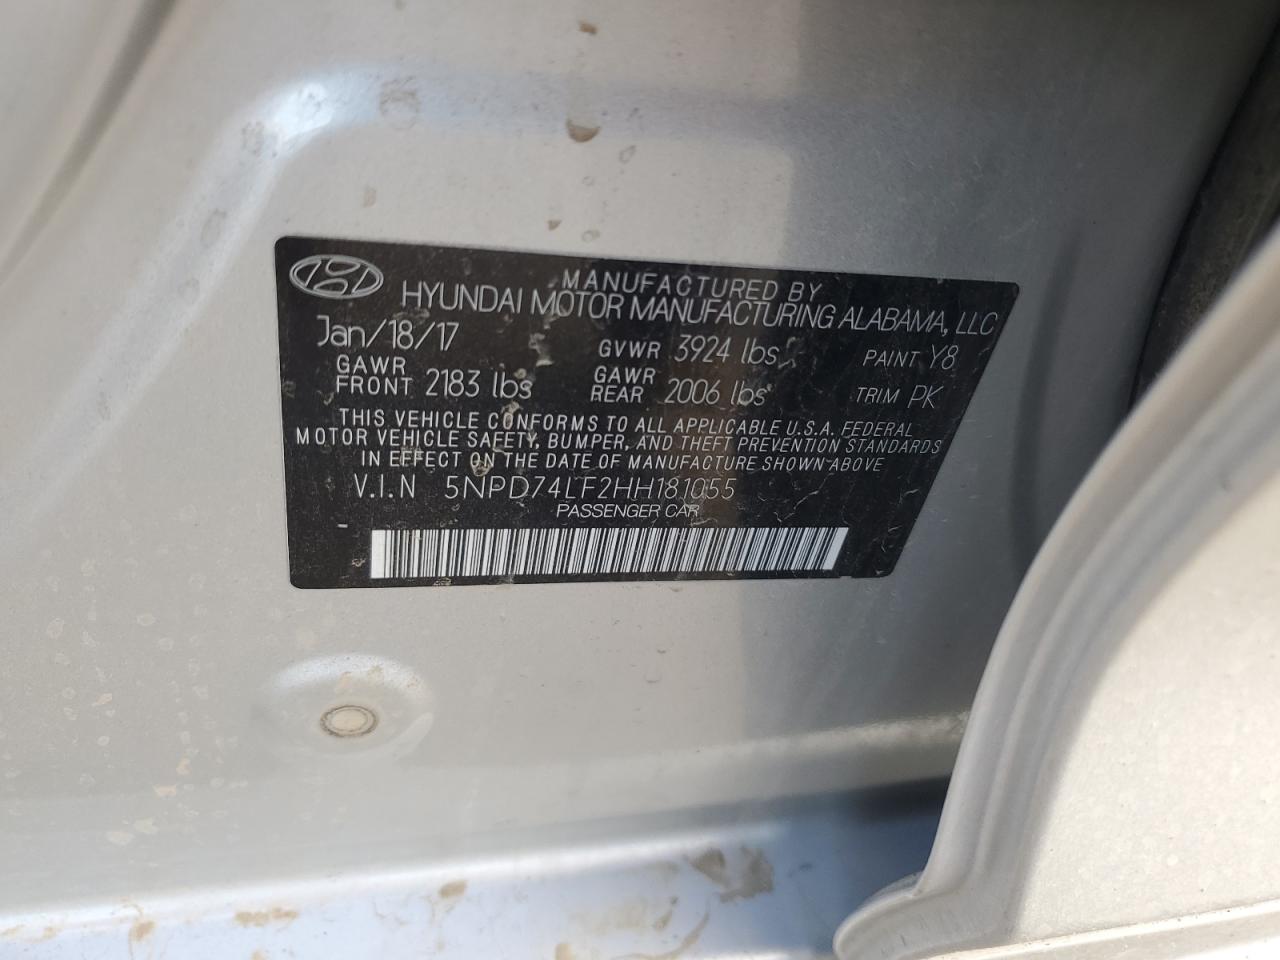 MANUFACTURED BY
HYUNDAI MOTOR MANUFACTURING ALABAMA, LLC
Jan/18/17 GVWR 3924 lbs PAINT Y8
GAWR FRONT 2183 lbs GAWR REAR 2006 lbs TRIM PK
THIS VEHICLE CONFORMS TO ALL APPLICABLE U.S.A. FEDERAL
MOTOR VEHICLE SAFETY, BUMPER, AND THEFT PREVENTION STANDARDS
IN EFFECT ON THE DATE OF MANUFACTURE SHOWN ABOVE
V.I.N 5NPD74LF2HH181055
PASSENGER CAR